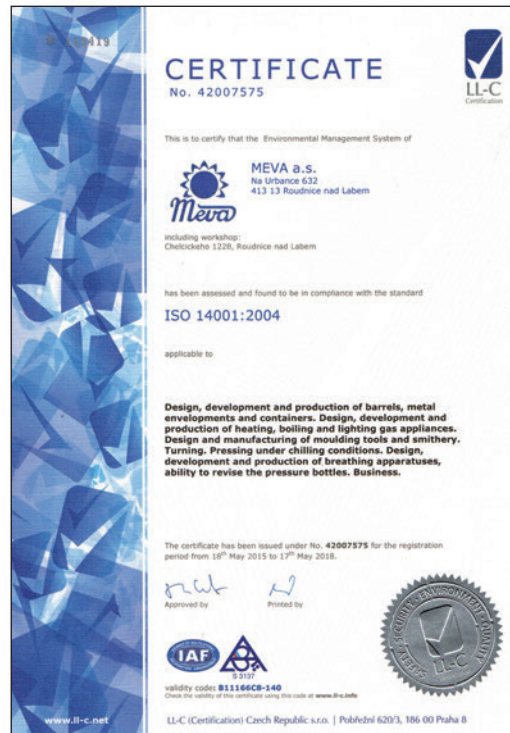 CERTIFICATE
No. 42007575
LL-C
Certification
This is to certify that the Environmental Management System of
MEVA a.s.
Na Urbance 632
413 13 Roudnice nad Labem
Meva
including workshop:
Chelcickeho 1228, Roudnice nad Labem
has been assessed and found to be in compliance with the standard
ISO 14001:2004
applicable to
Design, development and production of barrels, metal
envelopments and containers. Design, development and
production of heating, boiling and lighting gas appliances.
Design and manufacturing of moulding tools and smithery.
Turning. Pressing under chilling conditions. Design,
development and production of breathing apparatuses,
ability to revise the pressure bottles. Business.
The certificate has been issued under No. 42007575 for the registration
period from 18th May 2015 to 17th May 2018.
Approved by Printed by
IAF
S 3137
SAFETY·SECURITY·ENVIRONMENT·QUALITY
LL-C
validity code: B11166CB-140
Check the validity of the certificate using this code at www.ll-c.info
www.ll-c.net
LL-C (Certification) Czech Republic s.r.o. | Pobřežní 620/3, 186 00 Praha 8